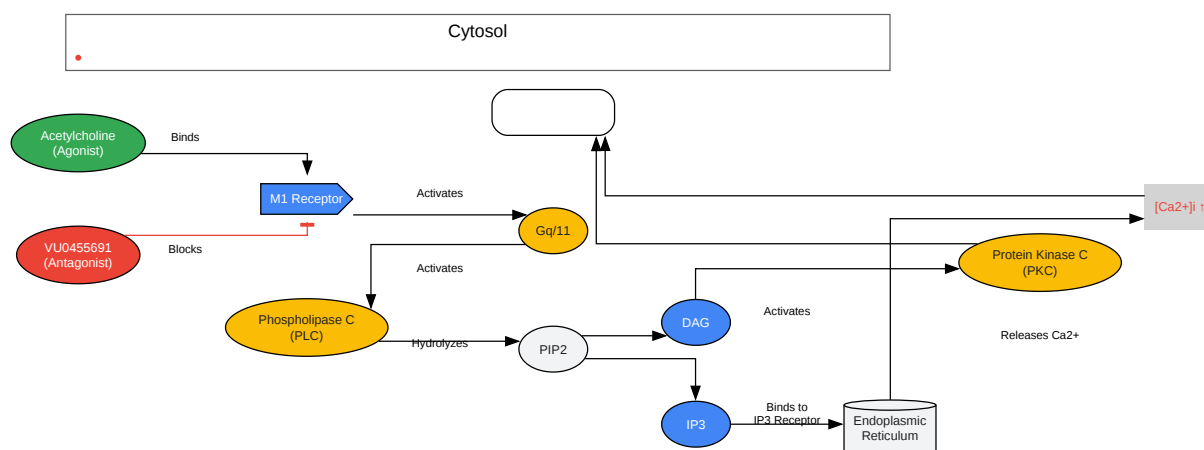 Cytosol
Acetylcholine
(Agonist)
Binds
M1 Receptor
Activates
VU0455691
(Antagonist)
Blocks
Gq/11
Activates
[Ca2+]i ↑
Protein Kinase C
(PKC)
Phospholipase C
(PLC)
Hydrolyzes
PIP2
DAG
Activates
Releases Ca2+
IP3
Binds to
IP3 Receptor
Endoplasmic
Reticulum